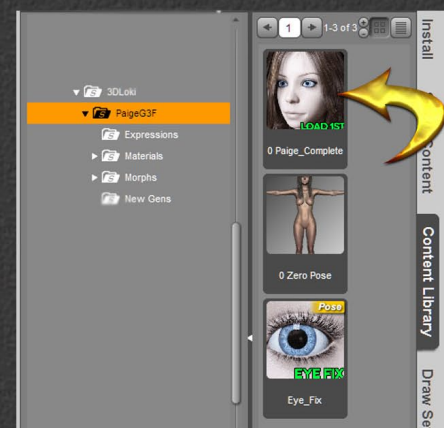 3DLoki
PaigeG3F
Expressions
Materials
Morphs
New Gens
1
1-3 of 3
LOAD 1ST
0 Paige_Complete
0 Zero Pose
Pose
EYE FIX
Eye_Fix
Install
Content
Content Library
Draw Se